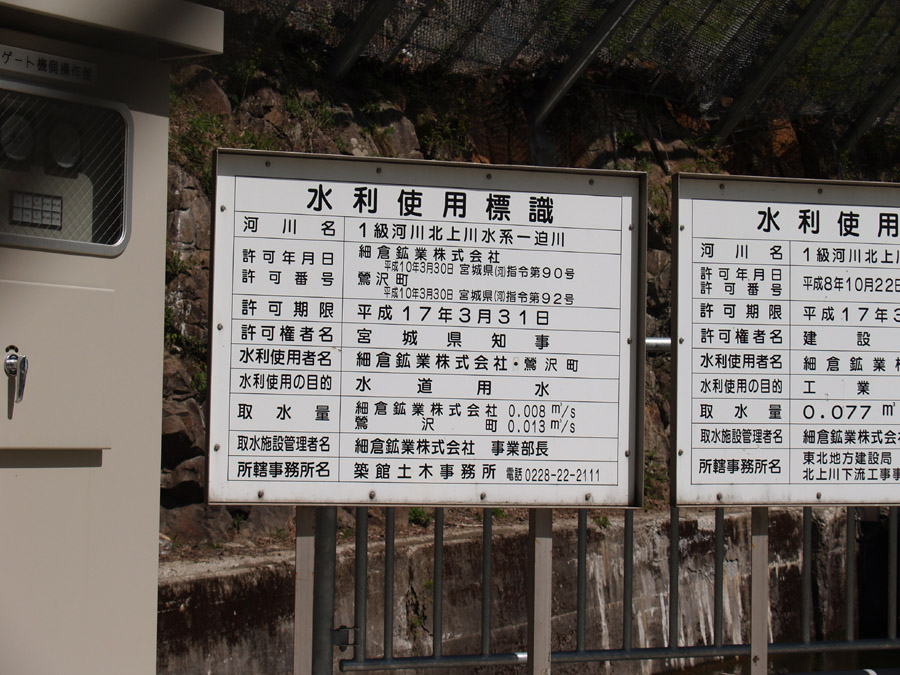 ゲート機側操作盤
水利使用標識
河川名 1級河川北上川水系一迫川
許可年月日 細倉鉱業株式会社
平成10年3月30日 宮城県(河)指令第90号
許可番号 鶯沢町
平成10年3月30日 宮城県(河)指令第92号
許可期限 平成17年3月31日
許可権者名 宮城県知事
水利使用者名 細倉鉱業株式会社・鶯沢町
水利使用の目的 水道用水
取水量 細倉鉱業株式会社 0.008㎥/s
鶯沢町 0.013㎥/s
取水施設管理者名 細倉鉱業株式会社 事業部長
所轄事務所名 築館土木事務所 電話0228-22-2111
水利使用
河川名 1級河川北上川
許可年月日 平成8年10月22日
許可番号
許可期限 平成17年3
許可権者名 建設
水利使用者名 細倉鉱業
水利使用の目的 工業
取水量 0.077㎥
取水施設管理者名 細倉鉱業株式会
所轄事務所名 東北地方建設局
北上川下流工事事